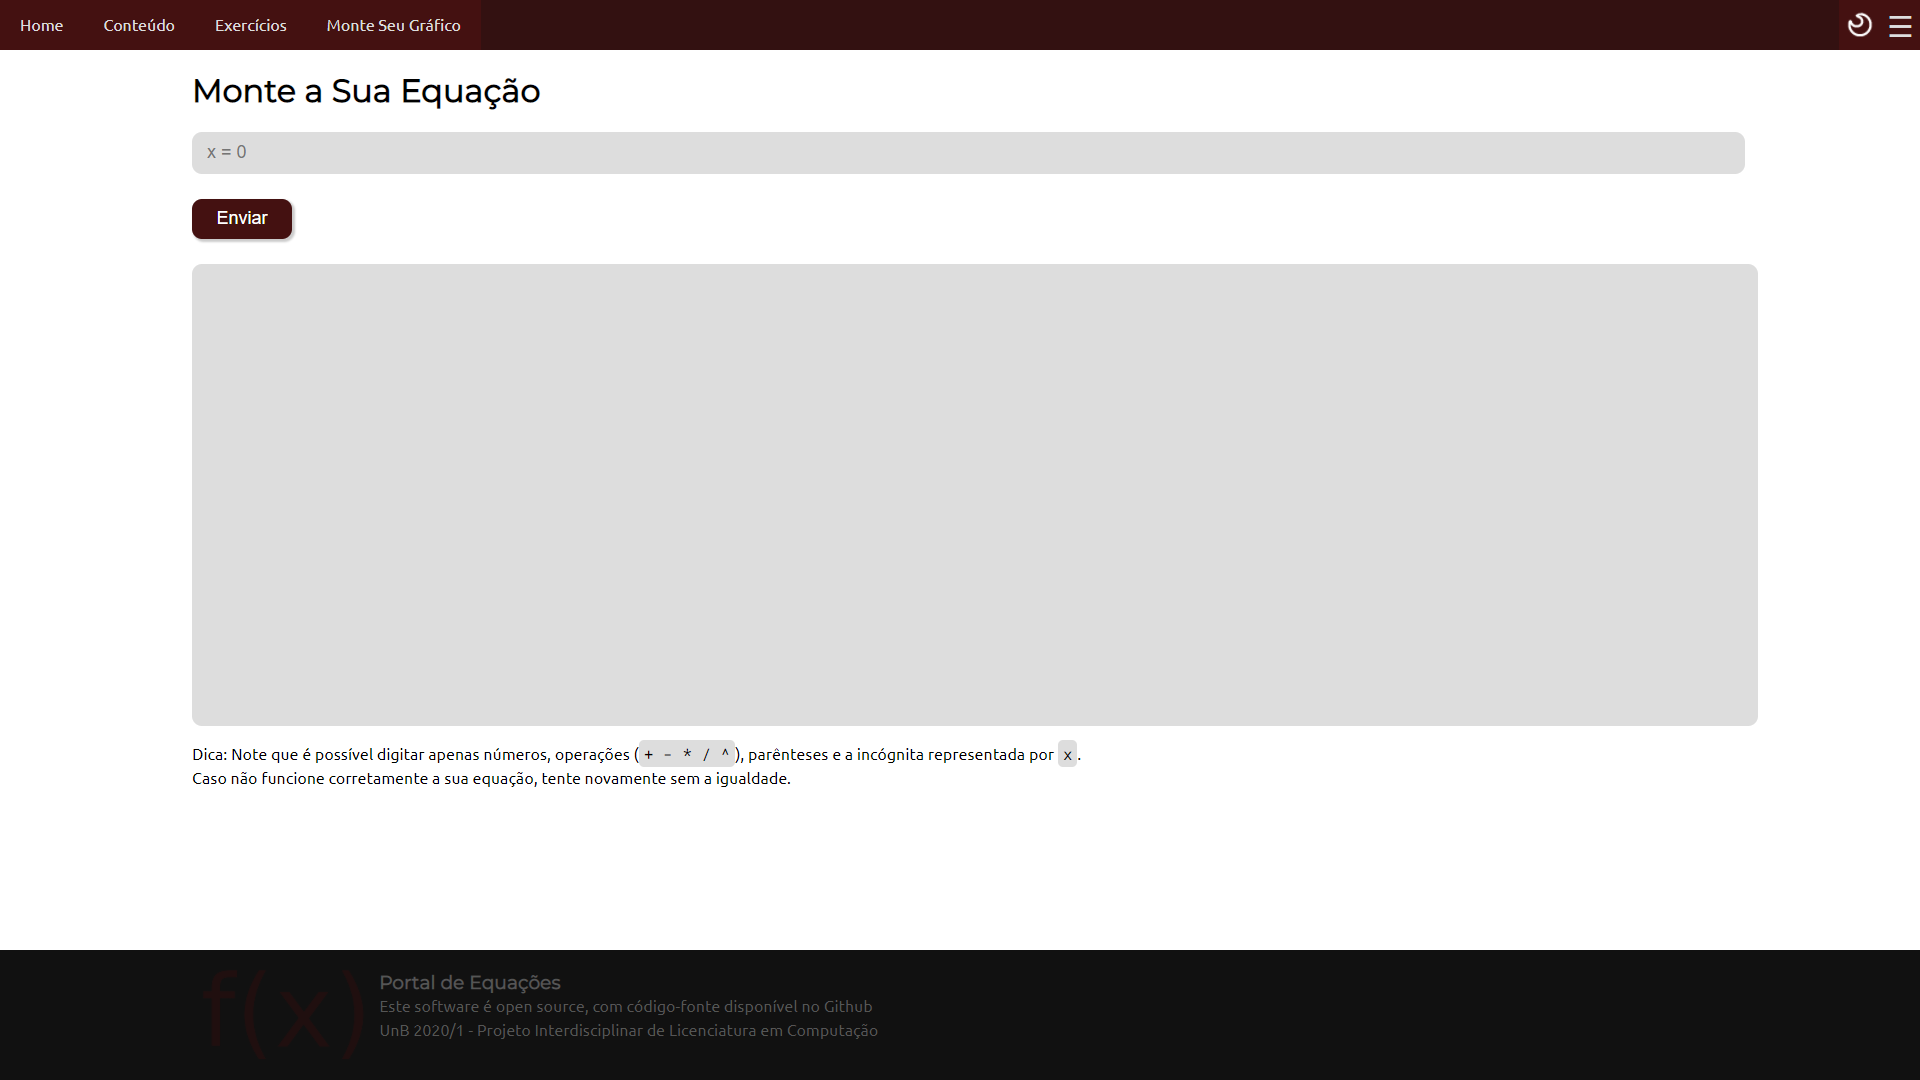 Home Conteúdo Exercícios Monte Seu Gráfico
Monte a Sua Equação
x = 0
Enviar
Dica: Note que é possível digitar apenas números, operações (+ - * / ^), parênteses e a incógnita representada por x.
Caso não funcione corretamente a sua equação, tente novamente sem a igualdade.
f(x)
Portal de Equações
Este software é open source, com código-fonte disponível no Github
UnB 2020/1 - Projeto Interdisciplinar de Licenciatura em Computação